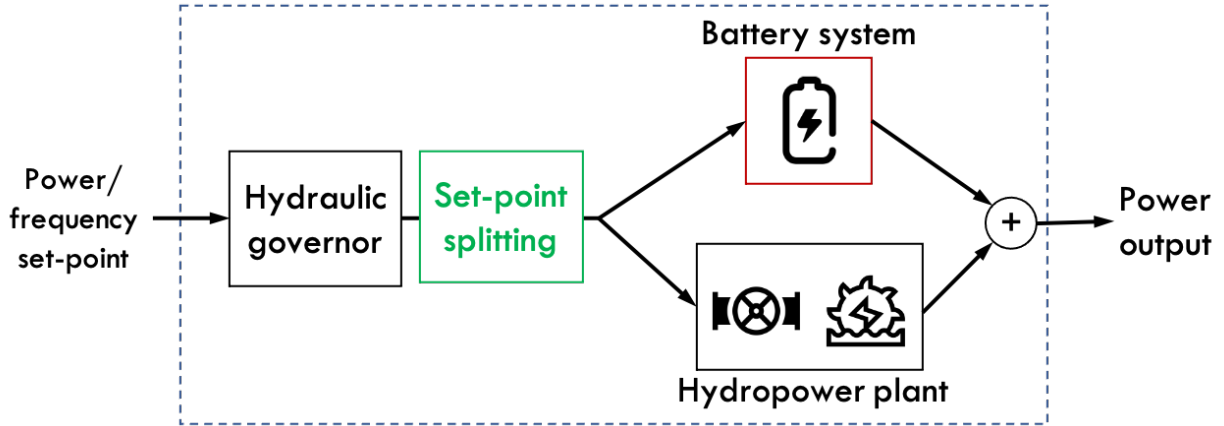 Battery system
Power/
frequency
set-point
Hydraulic
governor
Set-point
splitting
+
Power
output
Hydropower plant